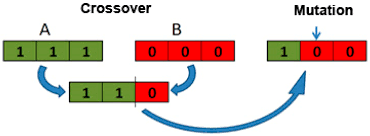 Crossover Mutation
A B
1 1 1 0 0 0 1 0 0
1 1 0